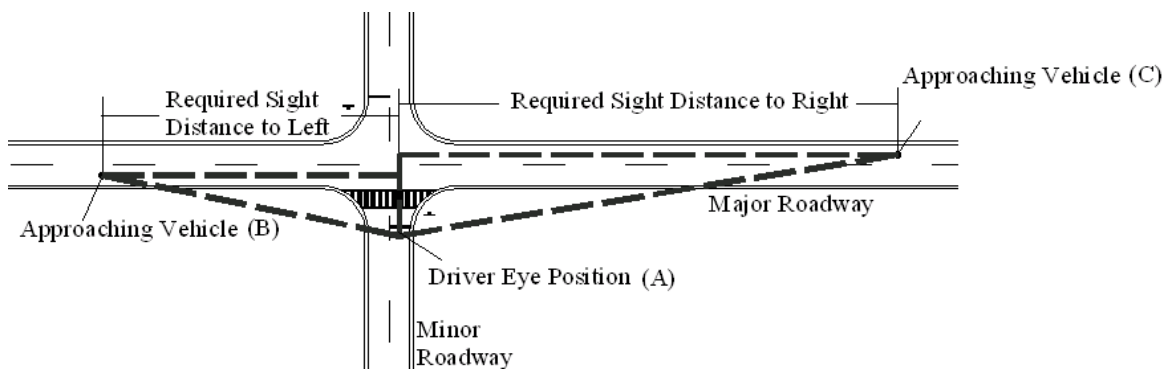 Approaching Vehicle (C)
Required Sight
Distance to Left
Required Sight Distance to Right
Major Roadway
Approaching Vehicle (B)
Driver Eye Position (A)
Minor
Roadway